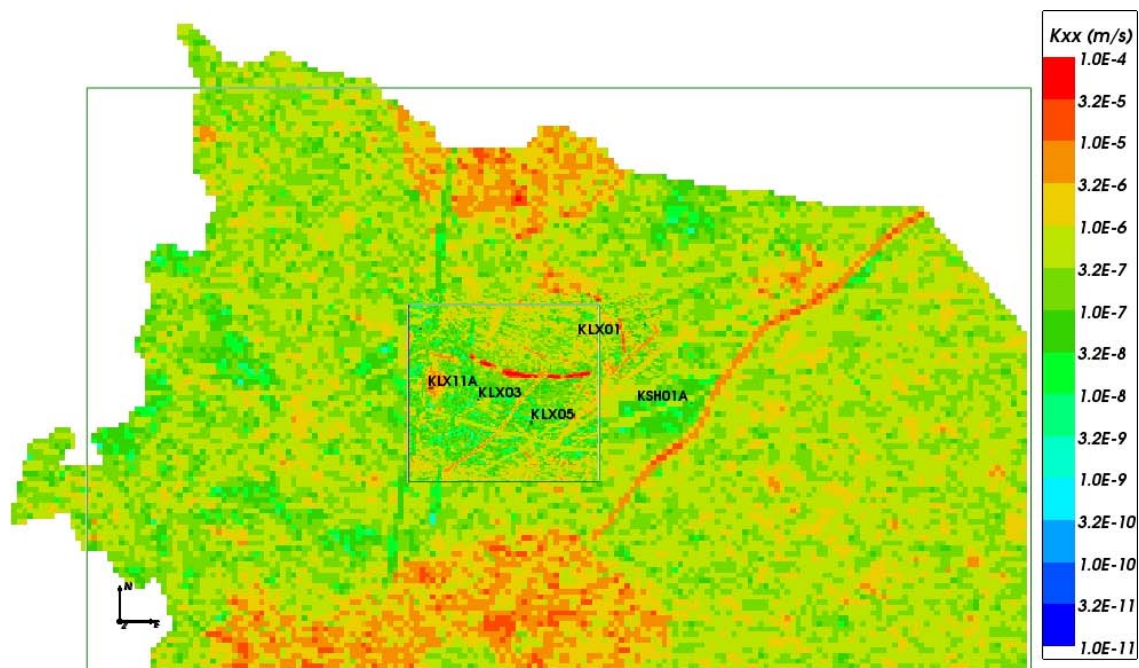 Kxx (m/s)
1.0E-4
3.2E-5
1.0E-5
3.2E-6
1.0E-6
3.2E-7
1.0E-7
3.2E-8
1.0E-8
3.2E-9
1.0E-9
3.2E-10
1.0E-10
3.2E-11
1.0E-11
KLX01
KLX11A
KLX03
KSH01A
KLX05
N
Z
E